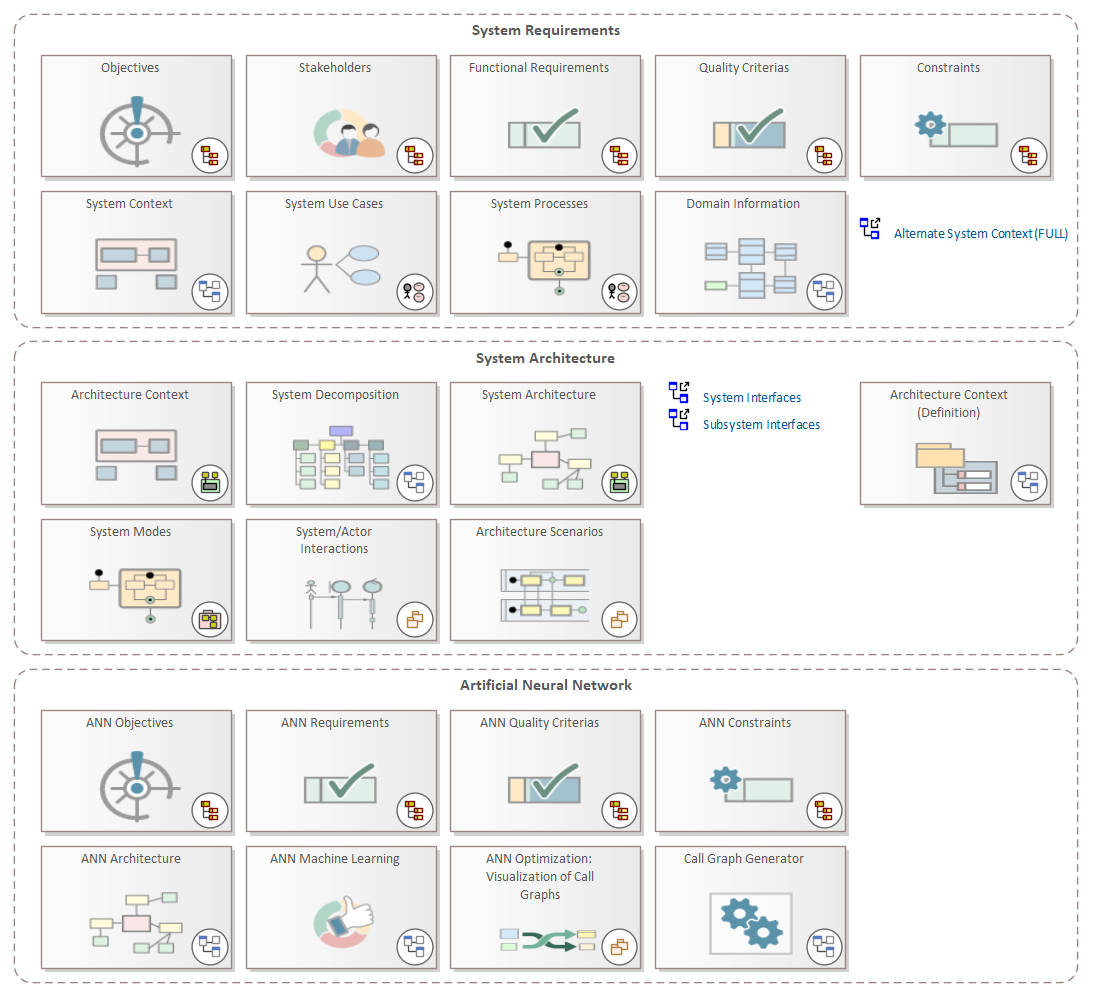 System Requirements
Objectives
Stakeholders
Functional Requirements
Quality Criterias
Constraints
System Context
System Use Cases
System Processes
Domain Information
Alternate System Context (FULL)
System Architecture
Architecture Context
System Decomposition
System Architecture
System Interfaces
Subsystem Interfaces
Architecture Context
(Definition)
System Modes
System/Actor
Interactions
Architecture Scenarios
Artificial Neural Network
ANN Objectives
ANN Requirements
ANN Quality Criterias
ANN Constraints
ANN Architecture
ANN Machine Learning
ANN Optimization:
Visualization of Call
Graphs
Call Graph Generator